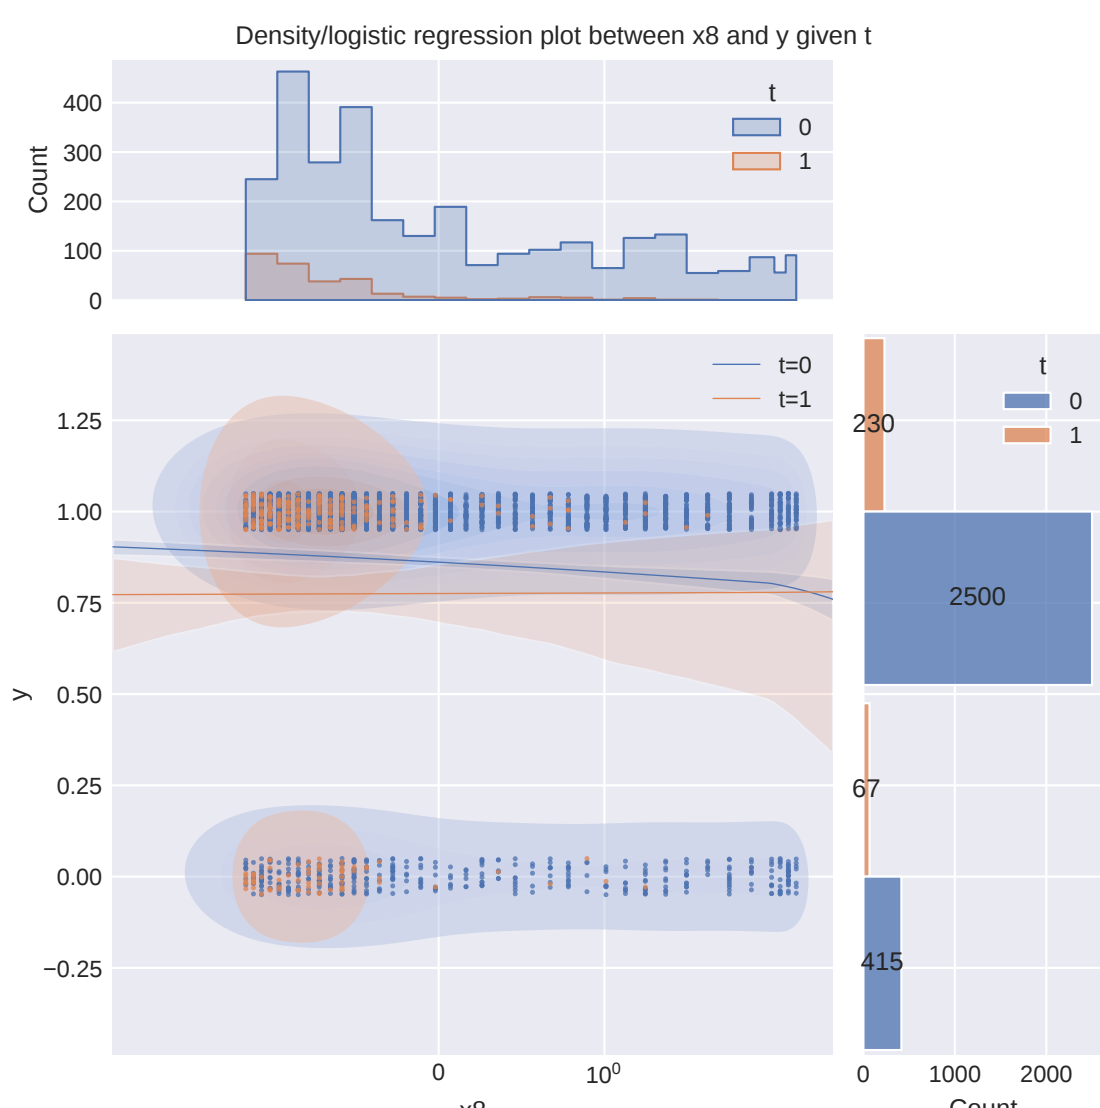 Density/logistic regression plot between x8 and y given t
Count
400
300
200
100
0
t
0
1
y
1.25
1.00
0.75
0.50
0.25
0.00
−0.25
t=0
t=1
0
10⁰
x8
t
0
1
230
2500
67
415
0
1000
2000
Count